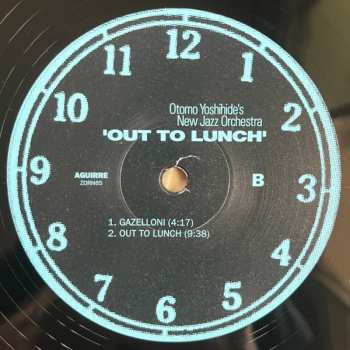 12
11
1
10
2
9
3
8
4
7
5
6
Otomo Yoshihide's
New Jazz Orchestra
'OUT TO LUNCH'
AGUIRRE
ZORN65
B
1. GAZELLONI (4:17)
2. OUT TO LUNCH (9:38)